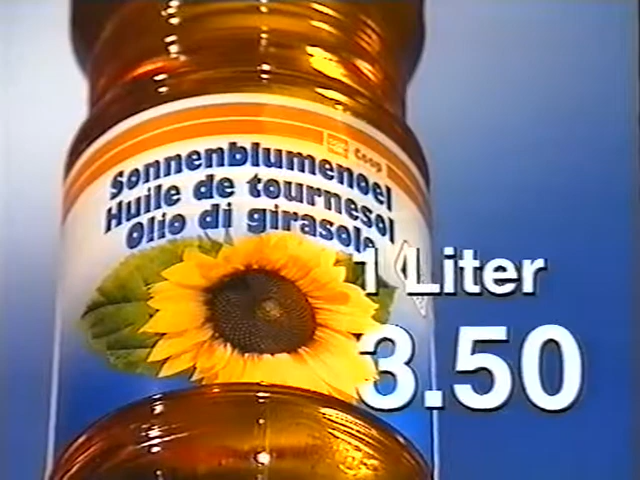 Coop
Sonnenblumenoel
Huile de tournesol
Olio di girasole
1 Liter
3.50